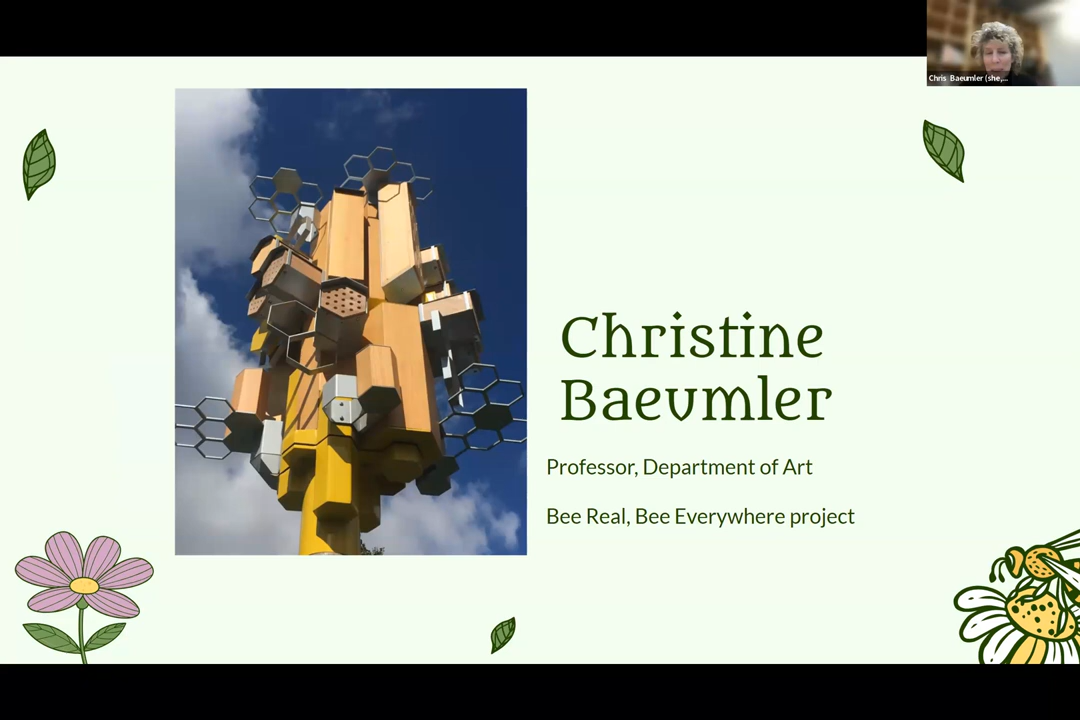 Chris Baeumler (she,...
Christine
Baeumler
Professor, Department of Art
Bee Real, Bee Everywhere project